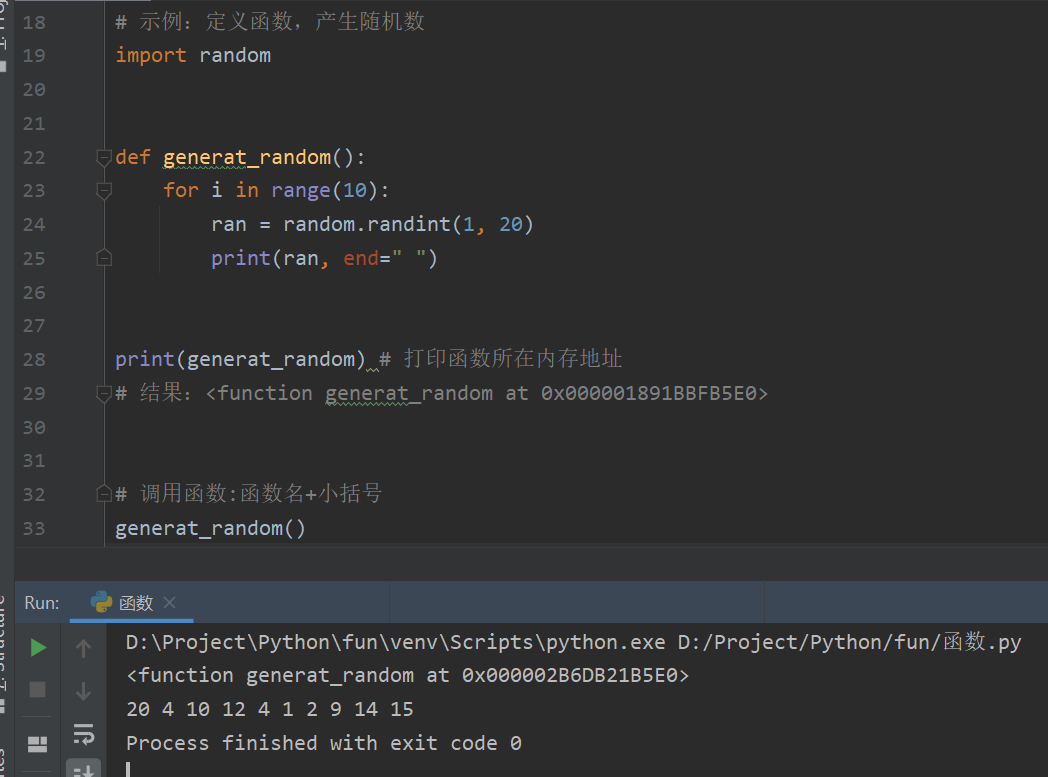 18 # 示例：定义函数，产生随机数
19 import random
20
21
22 def generat_random():
23     for i in range(10):
24         ran = random.randint(1, 20)
25         print(ran, end=" ")
26
27
28 print(generat_random) # 打印函数所在内存地址
29 # 结果：<function generat_random at 0x000001891BBFB5E0>
30
31
32 # 调用函数:函数名+小括号
33 generat_random()
Run: 函数
D:\Project\Python\fun\venv\Scripts\python.exe D:/Project/Python/fun/函数.py
<function generat_random at 0x000002B6DB21B5E0>
20 4 10 12 4 1 2 9 14 15
Process finished with exit code 0